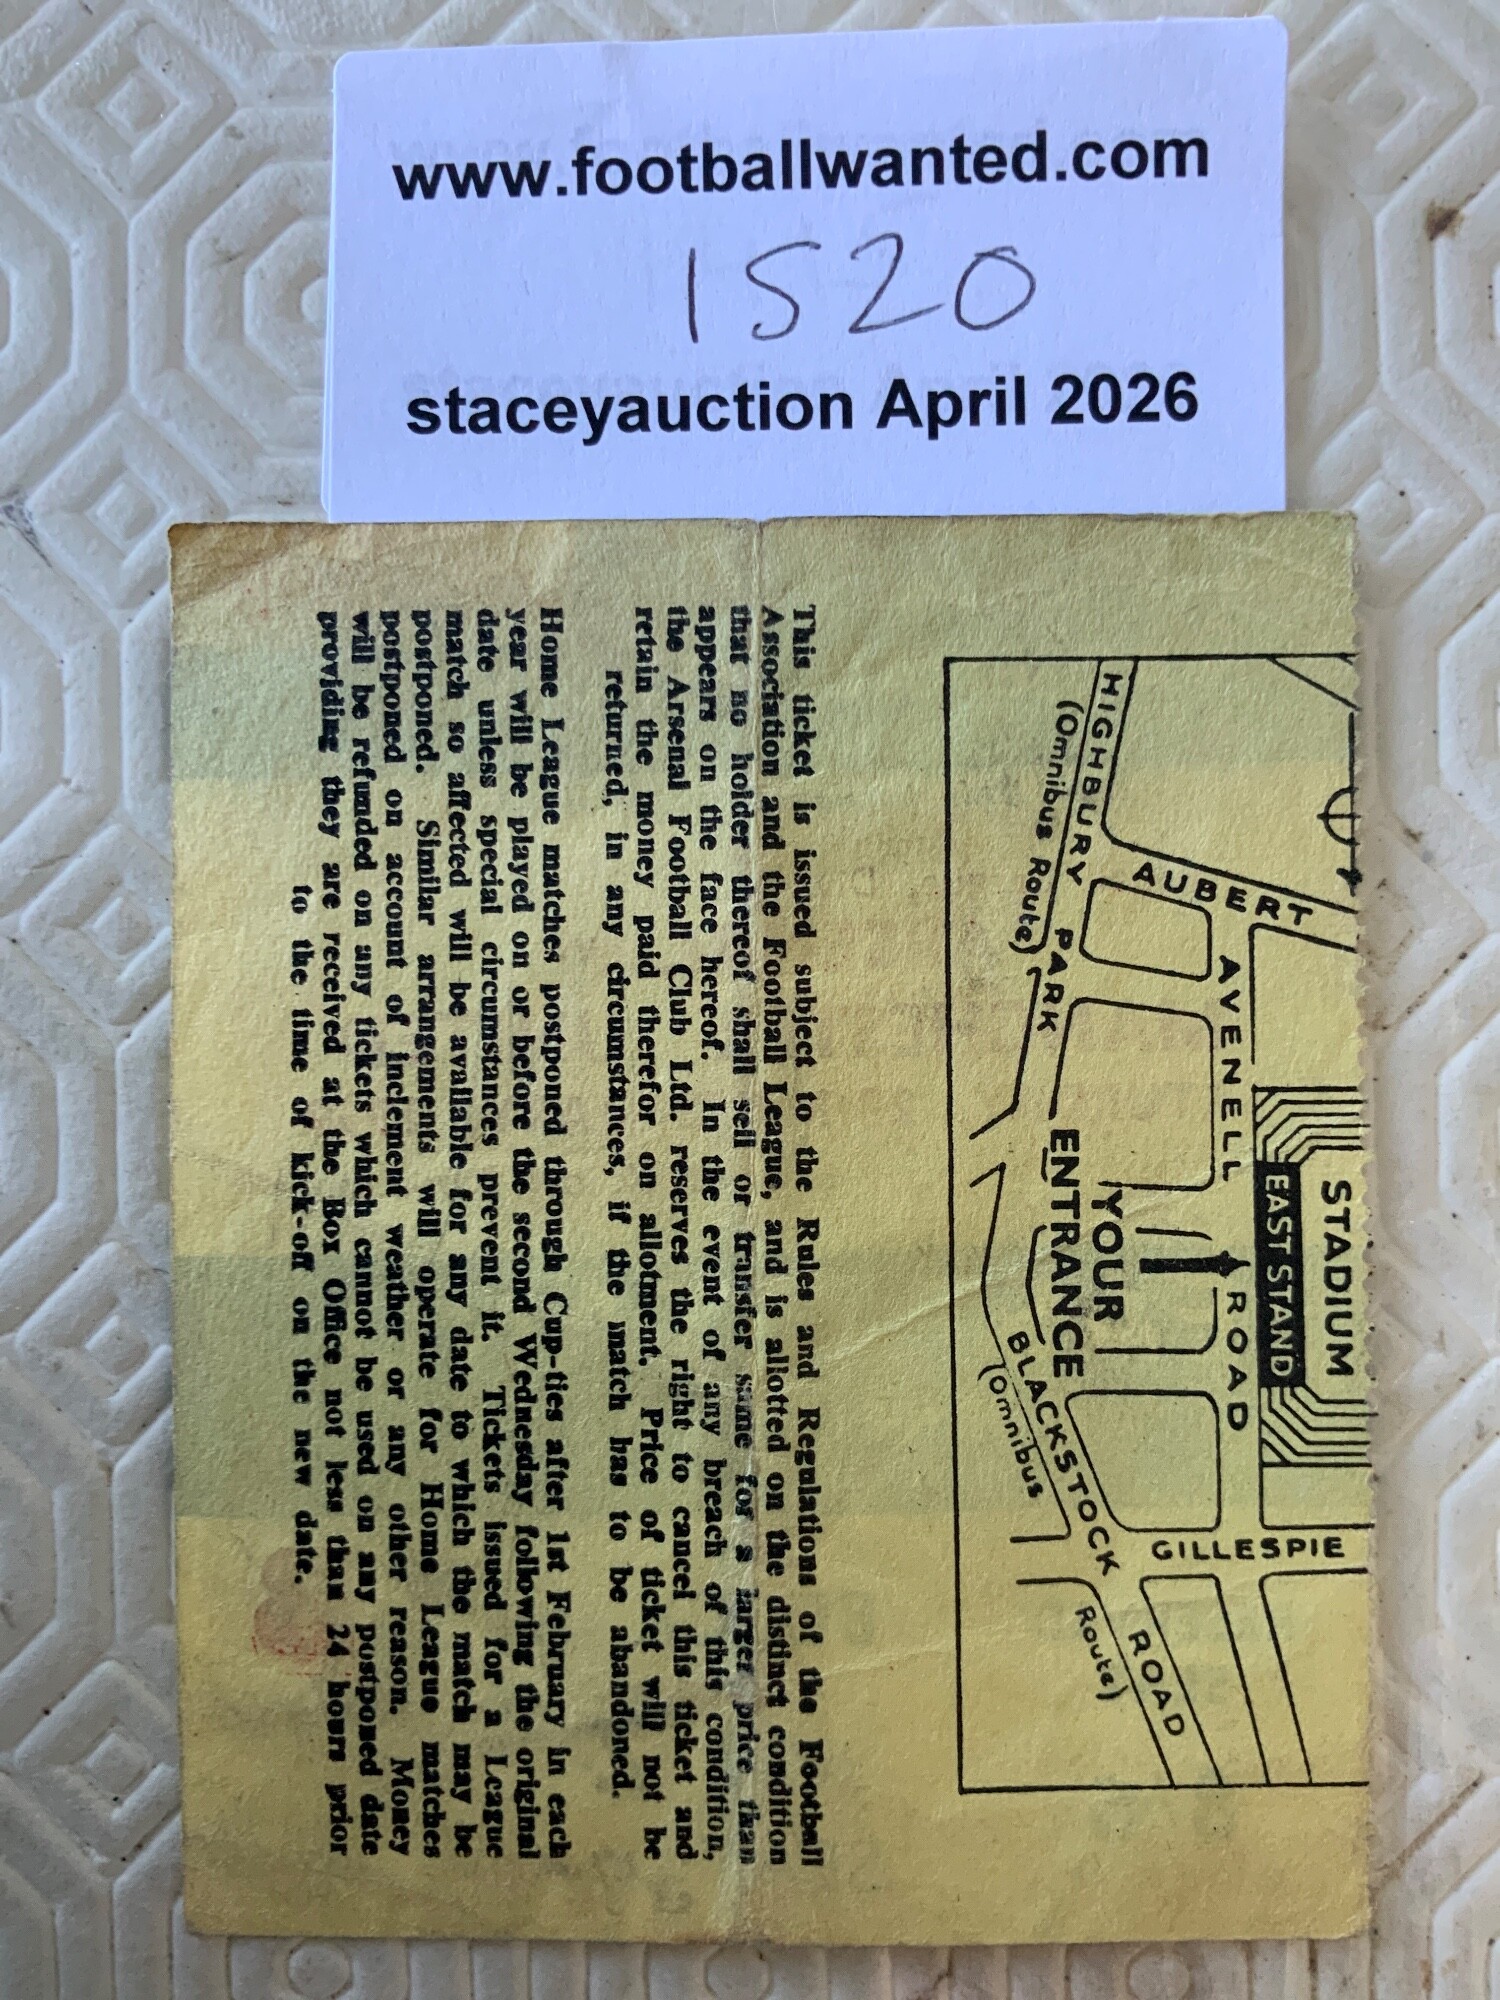 www.footballwanted.com
1520
staceyauction April 2026
STADIUM
EAST STAND
AVENELL ROAD
AUBERT
HIGHBURY PARK
(Omnibus Route)
YOUR
ENTRANCE
GILLESPIE
BLACKSTOCK ROAD
(Omnibus Route)
This ticket is issued subject to the Rules and Regulations of the Football
Association and the Football League, and is allotted on the distinct condition
that no holder thereof shall sell or transfer same for a larger price than
appears on the face hereof. In the event of any breach of this condition,
the Arsenal Football Club Ltd. reserves the right to cancel this ticket and
retain the money paid therefor on allotment. Price of ticket will not be
returned, in any circumstances, if the match has to be abandoned.
Home League matches postponed through Cup-ties after 1st February in each
year will be played on or before the second Wednesday following the original
date unless special circumstances prevent it. Tickets issued for a League
match so affected will be available for any date to which the match may be
postponed. Similar arrangements will operate for Home League matches
postponed on account of inclement weather or any other reason. Money
will be refunded on any tickets which cannot be used on any postponed date
providing they are received at the Box Office not less than 24 hours prior
to the time of kick-off on the new date.